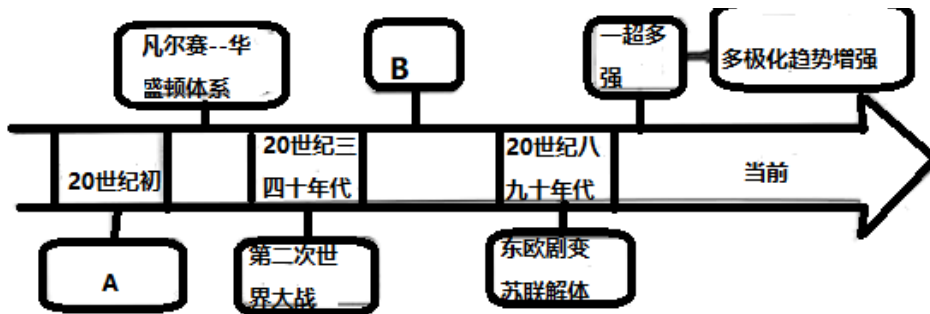 凡尔赛--华
盛顿体系
B
一超多
强
多极化趋势增强
20世纪初
20世纪三
四十年代
20世纪八
九十年代
当前
A
第二次世
界大战
东欧剧变
苏联解体